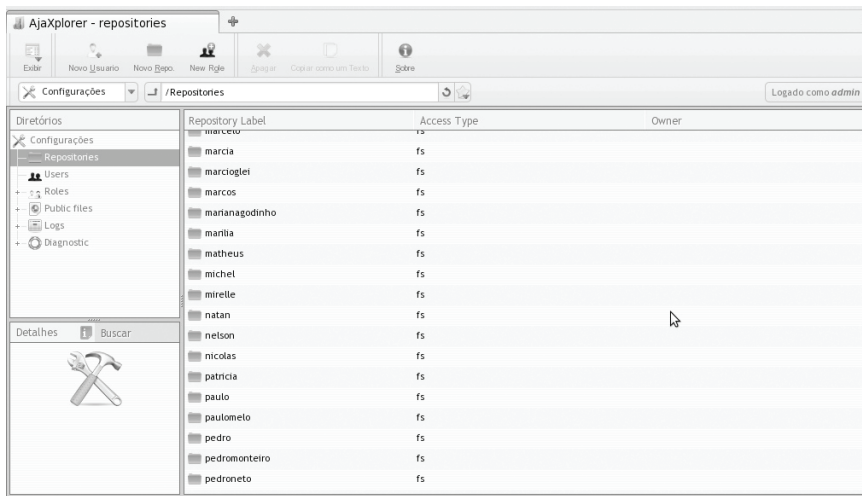 AjaXplorer - repositories
Exibir
Novo Usuario
Novo Repo.
New Role
Apagar
Copiar como um Texto
Sobre
Configurações
/Repositories
Logado como admin
Diretórios
Configurações
Repositories
Users
Roles
Public files
Logs
Diagnostic
Detalhes
Buscar
Repository Label Access Type Owner
marcelo fs
marcia fs
marcioglei fs
marcos fs
marianagodinho fs
marilia fs
matheus fs
michel fs
mirelle fs
natan fs
nelson fs
nicolas fs
patricia fs
paulo fs
paulomelo fs
pedro fs
pedromonteiro fs
pedroneto fs